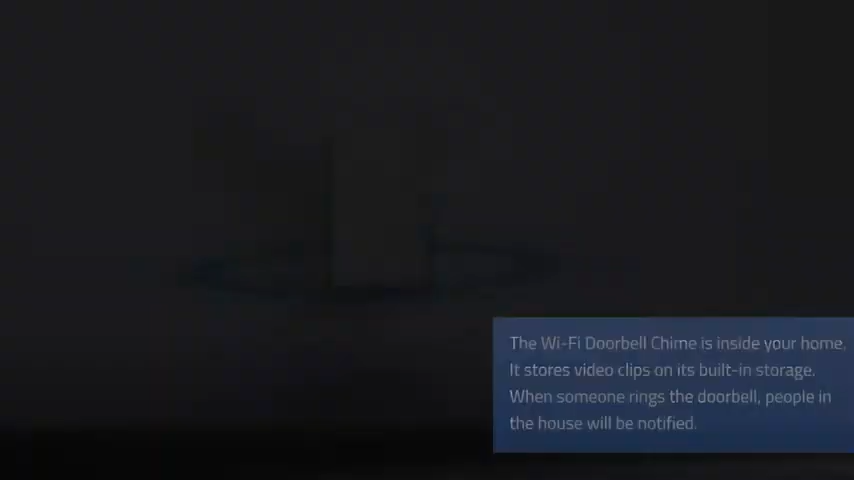 The Wi-Fi Doorbell Chime is inside your home,
It stores video clips on its built-in storage.
When someone rings the doorbell, people in
the house will be notified.